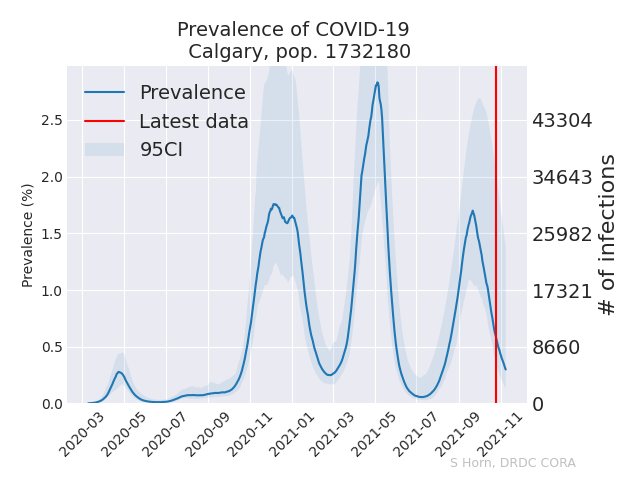 Prevalence of COVID-19
Calgary, pop. 1732180
Prevalence
Latest data
95CI
Prevalence (%)
2.5
2.0
1.5
1.0
0.5
0.0
43304
34643
25982
17321
8660
0
# of infections
2020-03
2020-05
2020-07
2020-09
2020-11
2021-01
2021-03
2021-05
2021-07
2021-09
2021-11
S Horn, DRDC CORA